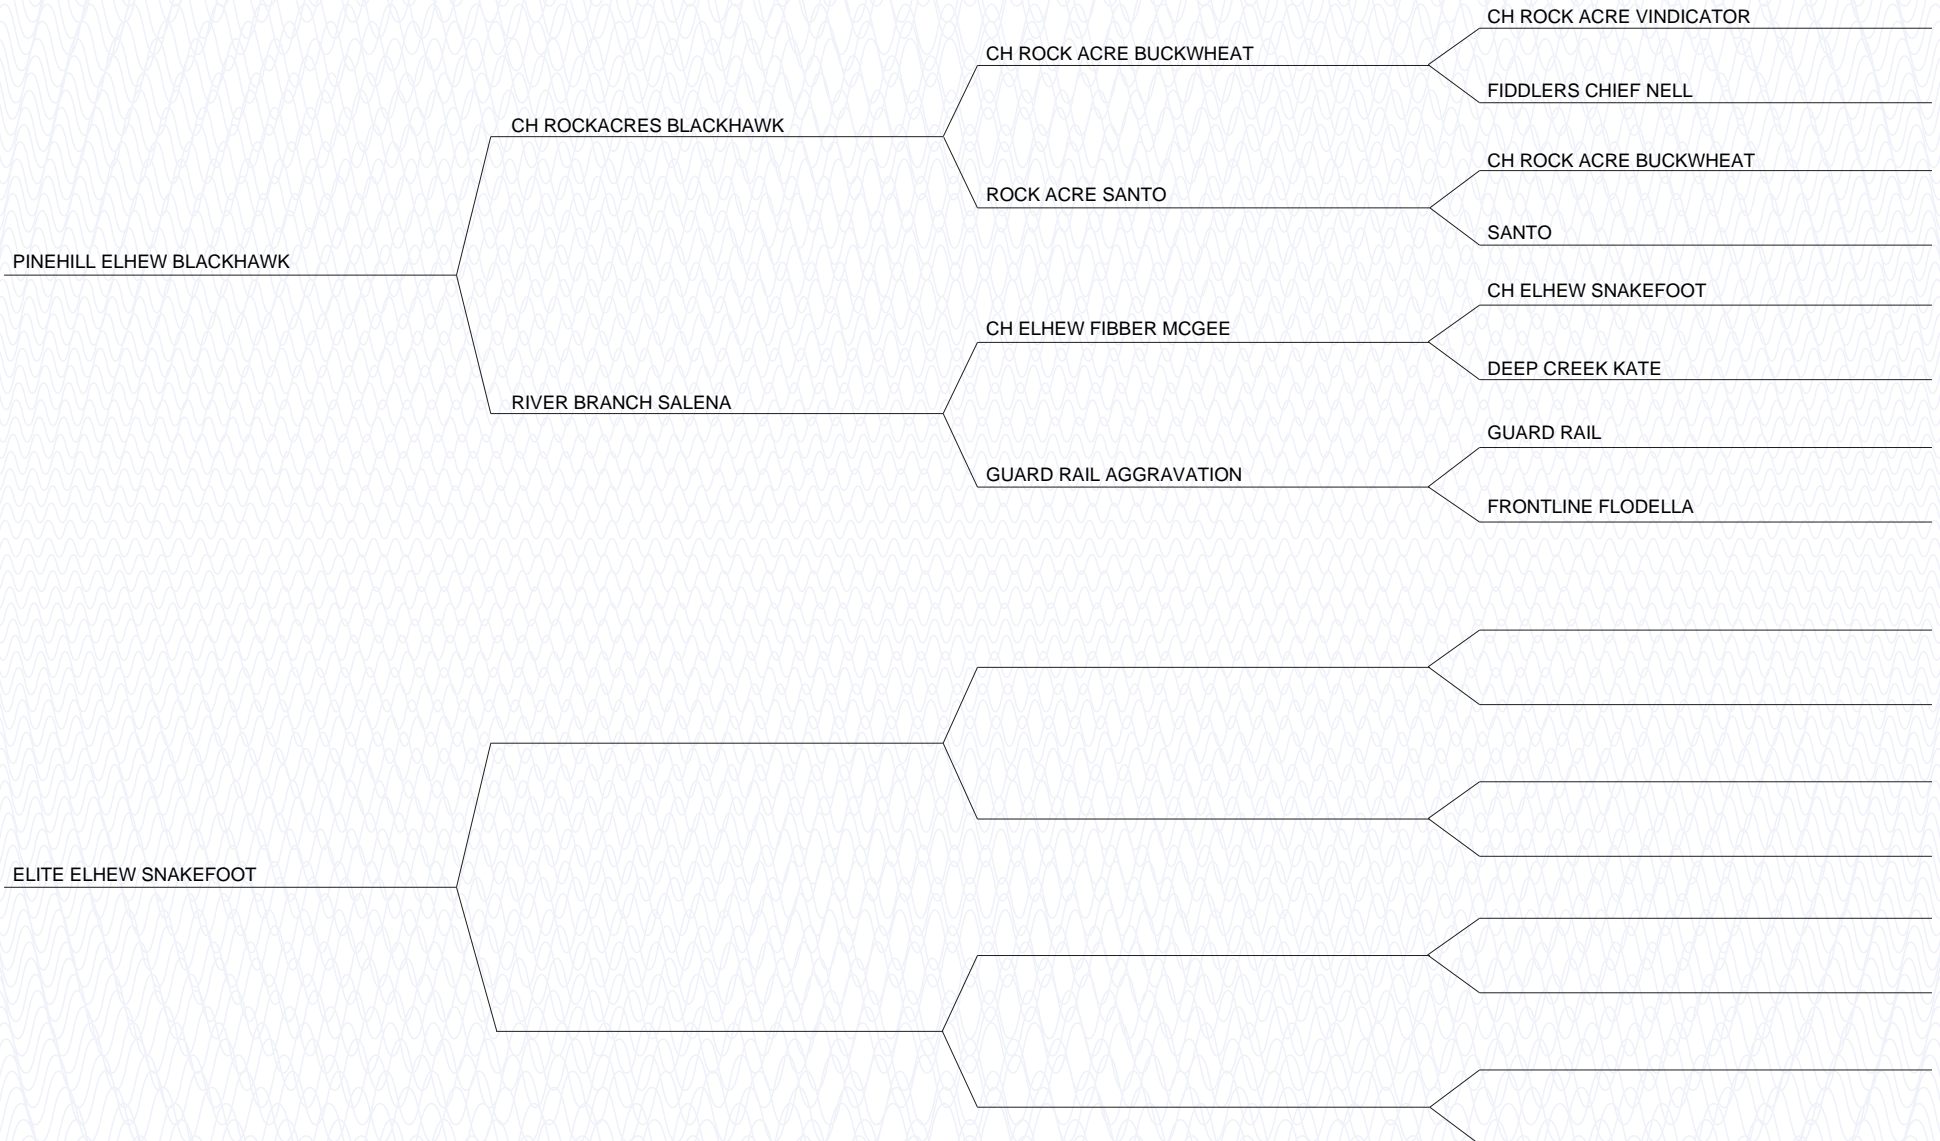 CH ROCK ACRE VINDICATOR
CH ROCK ACRE BUCKWHEAT
FIDDLERS CHIEF NELL
CH ROCKACRES BLACKHAWK
CH ROCK ACRE BUCKWHEAT
ROCK ACRE SANTO
SANTO
PINEHILL ELHEW BLACKHAWK
CH ELHEW SNAKEFOOT
CH ELHEW FIBBER MCGEE
DEEP CREEK KATE
RIVER BRANCH SALENA
GUARD RAIL
GUARD RAIL AGGRAVATION
FRONTLINE FLODELLA
ELITE ELHEW SNAKEFOOT